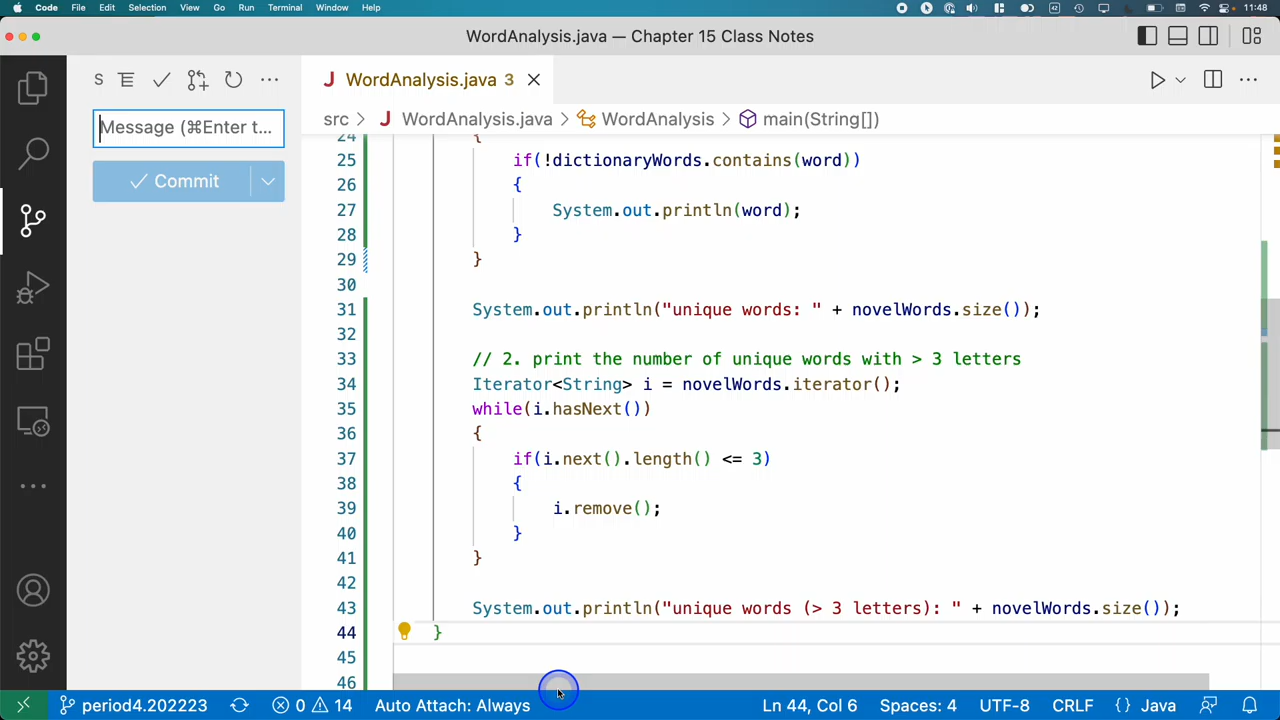 Code File Edit Selection View Go Run Terminal Window Help 11:48
WordAnalysis.java — Chapter 15 Class Notes
S
WordAnalysis.java 3
src > WordAnalysis.java > WordAnalysis > main(String[])
Message (⌘Enter t...
Commit
24 {
25 if(!dictionaryWords.contains(word))
26 {
27 System.out.println(word);
28 }
29 }
30
31 System.out.println("unique words: " + novelWords.size());
32
33 // 2. print the number of unique words with > 3 letters
34 Iterator<String> i = novelWords.iterator();
35 while(i.hasNext())
36 {
37 if(i.next().length() <= 3)
38 {
39 i.remove();
40 }
41 }
42
43 System.out.println("unique words (> 3 letters): " + novelWords.size());
44 }
45
46
period4.202223 0 14 Auto Attach: Always Ln 44, Col 6 Spaces: 4 UTF-8 CRLF {} Java